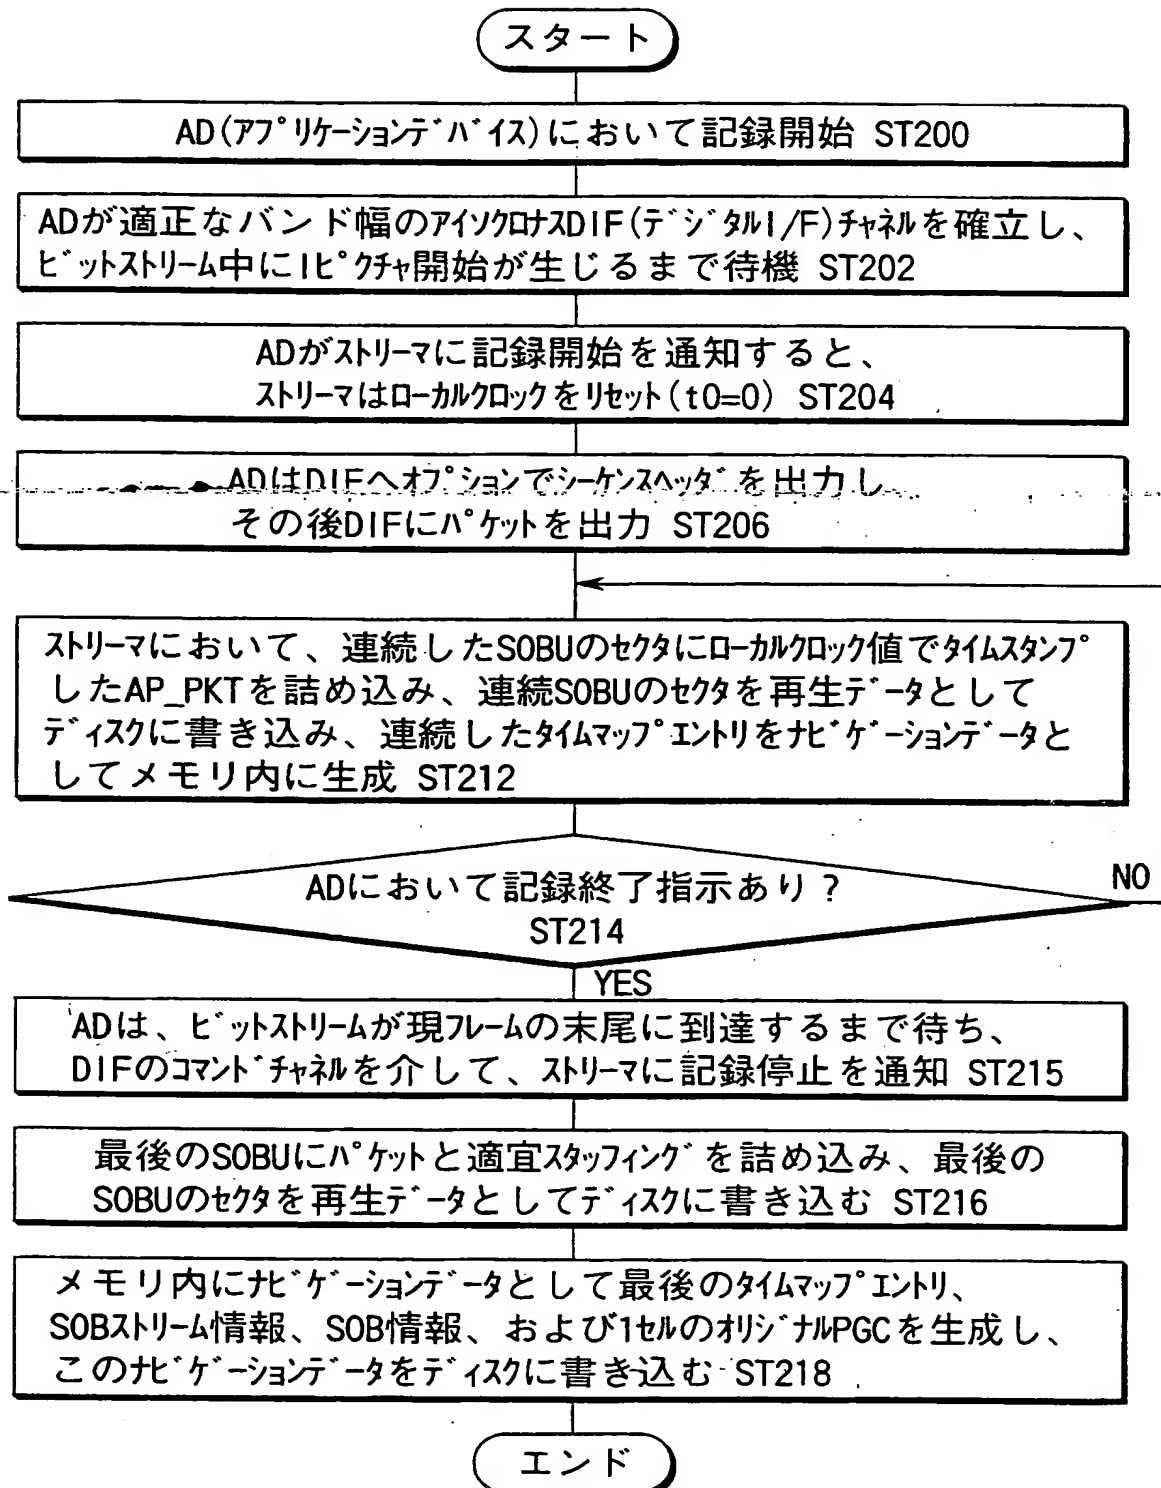 スタート
AD(アプリケーションデバイス)において記録開始 ST200
ADが適正なバンド幅のアイソクロナスDIF(デジタルI/F)チャネルを確立し、
ビットストリーム中にIピクチャ開始が生じるまで待機 ST202
ADがストリーマに記録開始を通知すると、
ストリーマはローカルクロックをリセット(t0=0) ST204
ADはDIFへオプションでシーケンスヘッダを出力し
その後DIFにパケットを出力 ST206
ストリーマにおいて、連続したSOBUのセクタにローカルクロック値でタイムスタンプ
したAP_PKTを詰め込み、連続SOBUのセクタを再生データとして
ディスクに書き込み、連続したタイムマップエントリをナビゲーションデータと
してメモリ内に生成 ST212
ADにおいて記録終了指示あり?
NO
ST214
YES
ADは、ビットストリームが現フレームの末尾に到達するまで待ち、
DIFのコマンドチャネルを介して、ストリーマに記録停止を通知 ST215
最後のSOBUにパケットと適宜スタッフィングを詰め込み、最後の
SOBUのセクタを再生データとしてディスクに書き込む ST216
メモリ内にナビゲーションデータとして最後のタイムマップエントリ、
SOBストリーム情報、SOB情報、および1セルのオリジナルPGCを生成し、
このナビゲーションデータをディスクに書き込む ST218
エンド